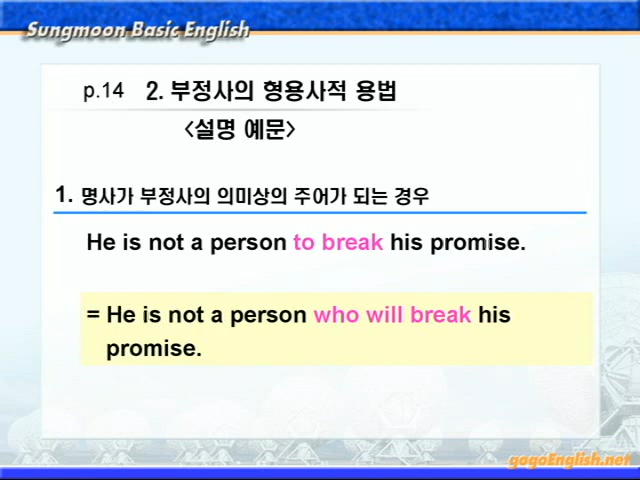 Sungmoon Basic English
p.14 2. 부정사의 형용사적 용법
<설명 예문>
1. 명사가 부정사의 의미상의 주어가 되는 경우
He is not a person to break his promise.
= He is not a person who will break his
promise.
gogoEnglish.net